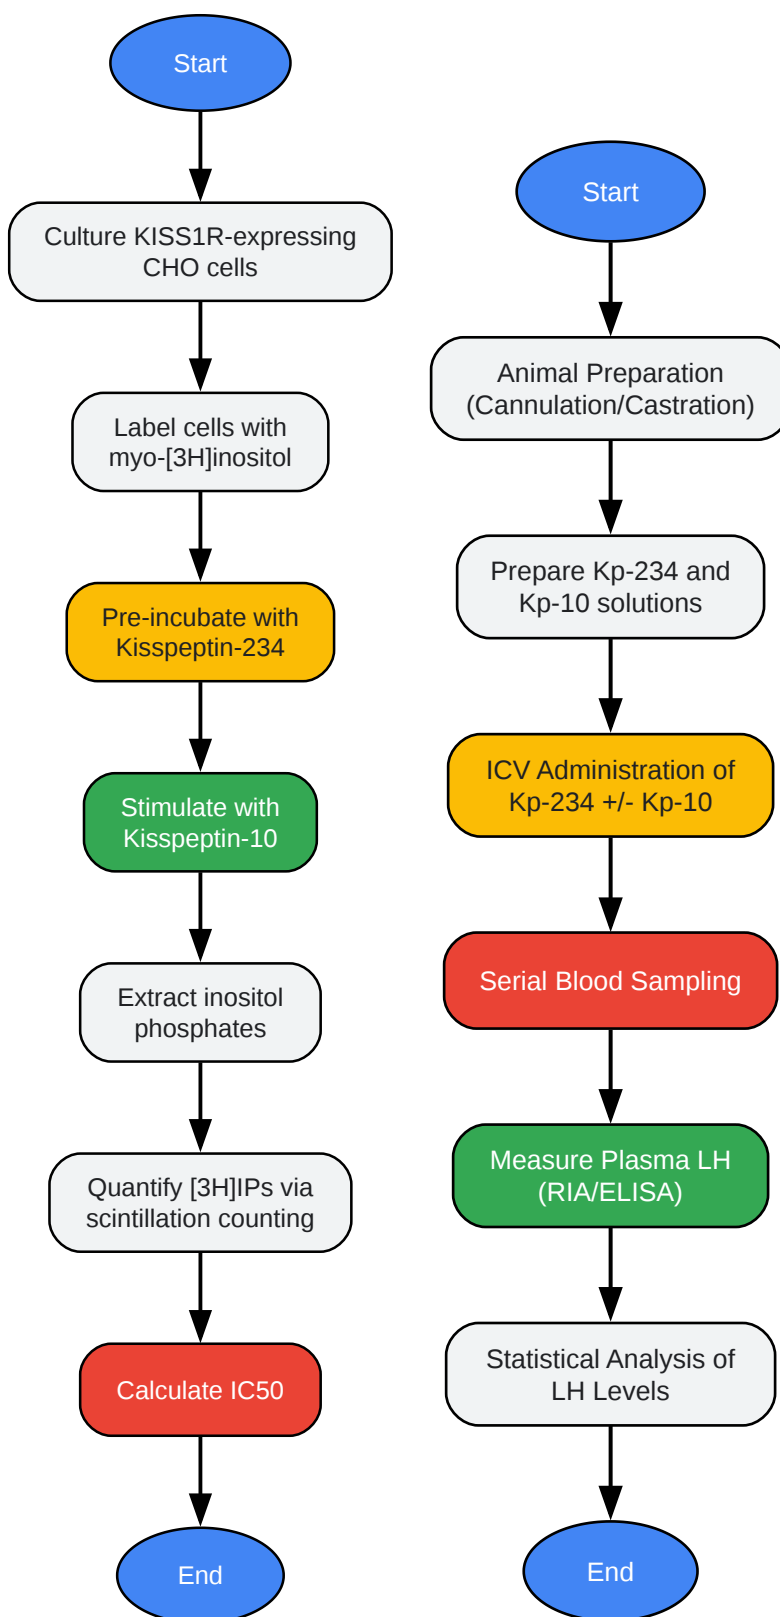 Start
Culture KISS1R-expressing
CHO cells
Label cells with
myo-[3H]inositol
Pre-incubate with
Kisspeptin-234
Stimulate with
Kisspeptin-10
Extract inositol
phosphates
Quantify [3H]IPs via
scintillation counting
Calculate IC50
End
Start
Animal Preparation
(Cannulation/Castration)
Prepare Kp-234 and
Kp-10 solutions
ICV Administration of
Kp-234 +/- Kp-10
Serial Blood Sampling
Measure Plasma LH
(RIA/ELISA)
Statistical Analysis of
LH Levels
End